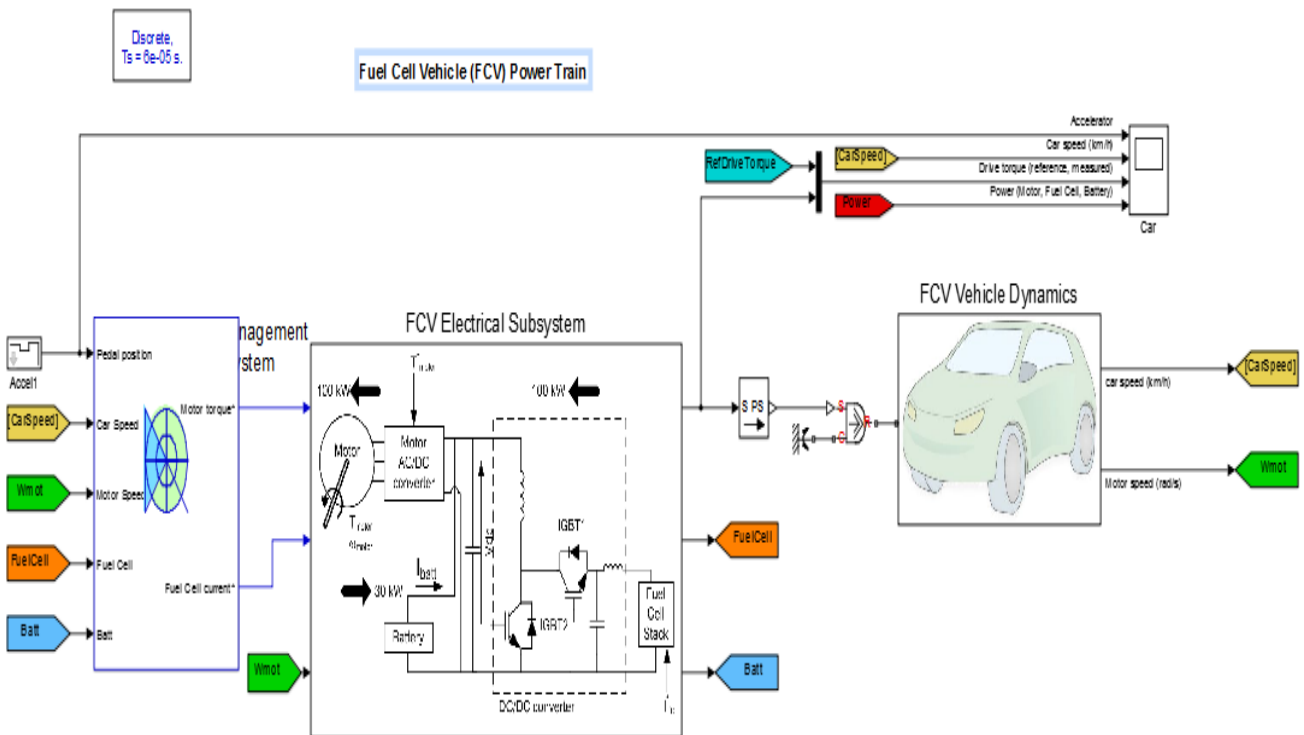 Discrete,
Ts = 6e-05 s.
Fuel Cell Vehicle (FCV) Power Train
Accelerator
Car speed (km/h)
Drive torque (reference, measured)
Power (Motor, Fuel Cell, Battery)
RefDriveTorque
[CarSpeed]
Power
Car
Accel1
[CarSpeed]
Wmot
FuelCell
Batt
Pedal position
Car Speed
Motor Speed
Fuel Cell
Batt
Motor torque*
Fuel Cell current*
nagement
stem
FCV Electrical Subsystem
100 kW
100 kW
Motor
Motor
AC/DC
converter
Vdc
IGBT1
IGBT2
30 kW
Ibatt
Battery
Fuel
Cell
Stack
DC/DC converter
Wmot
FuelCell
Batt
S PS
S
C
R
FCV Vehicle Dynamics
car speed (km/h)
Motor speed (rad/s)
[CarSpeed]
Wmot